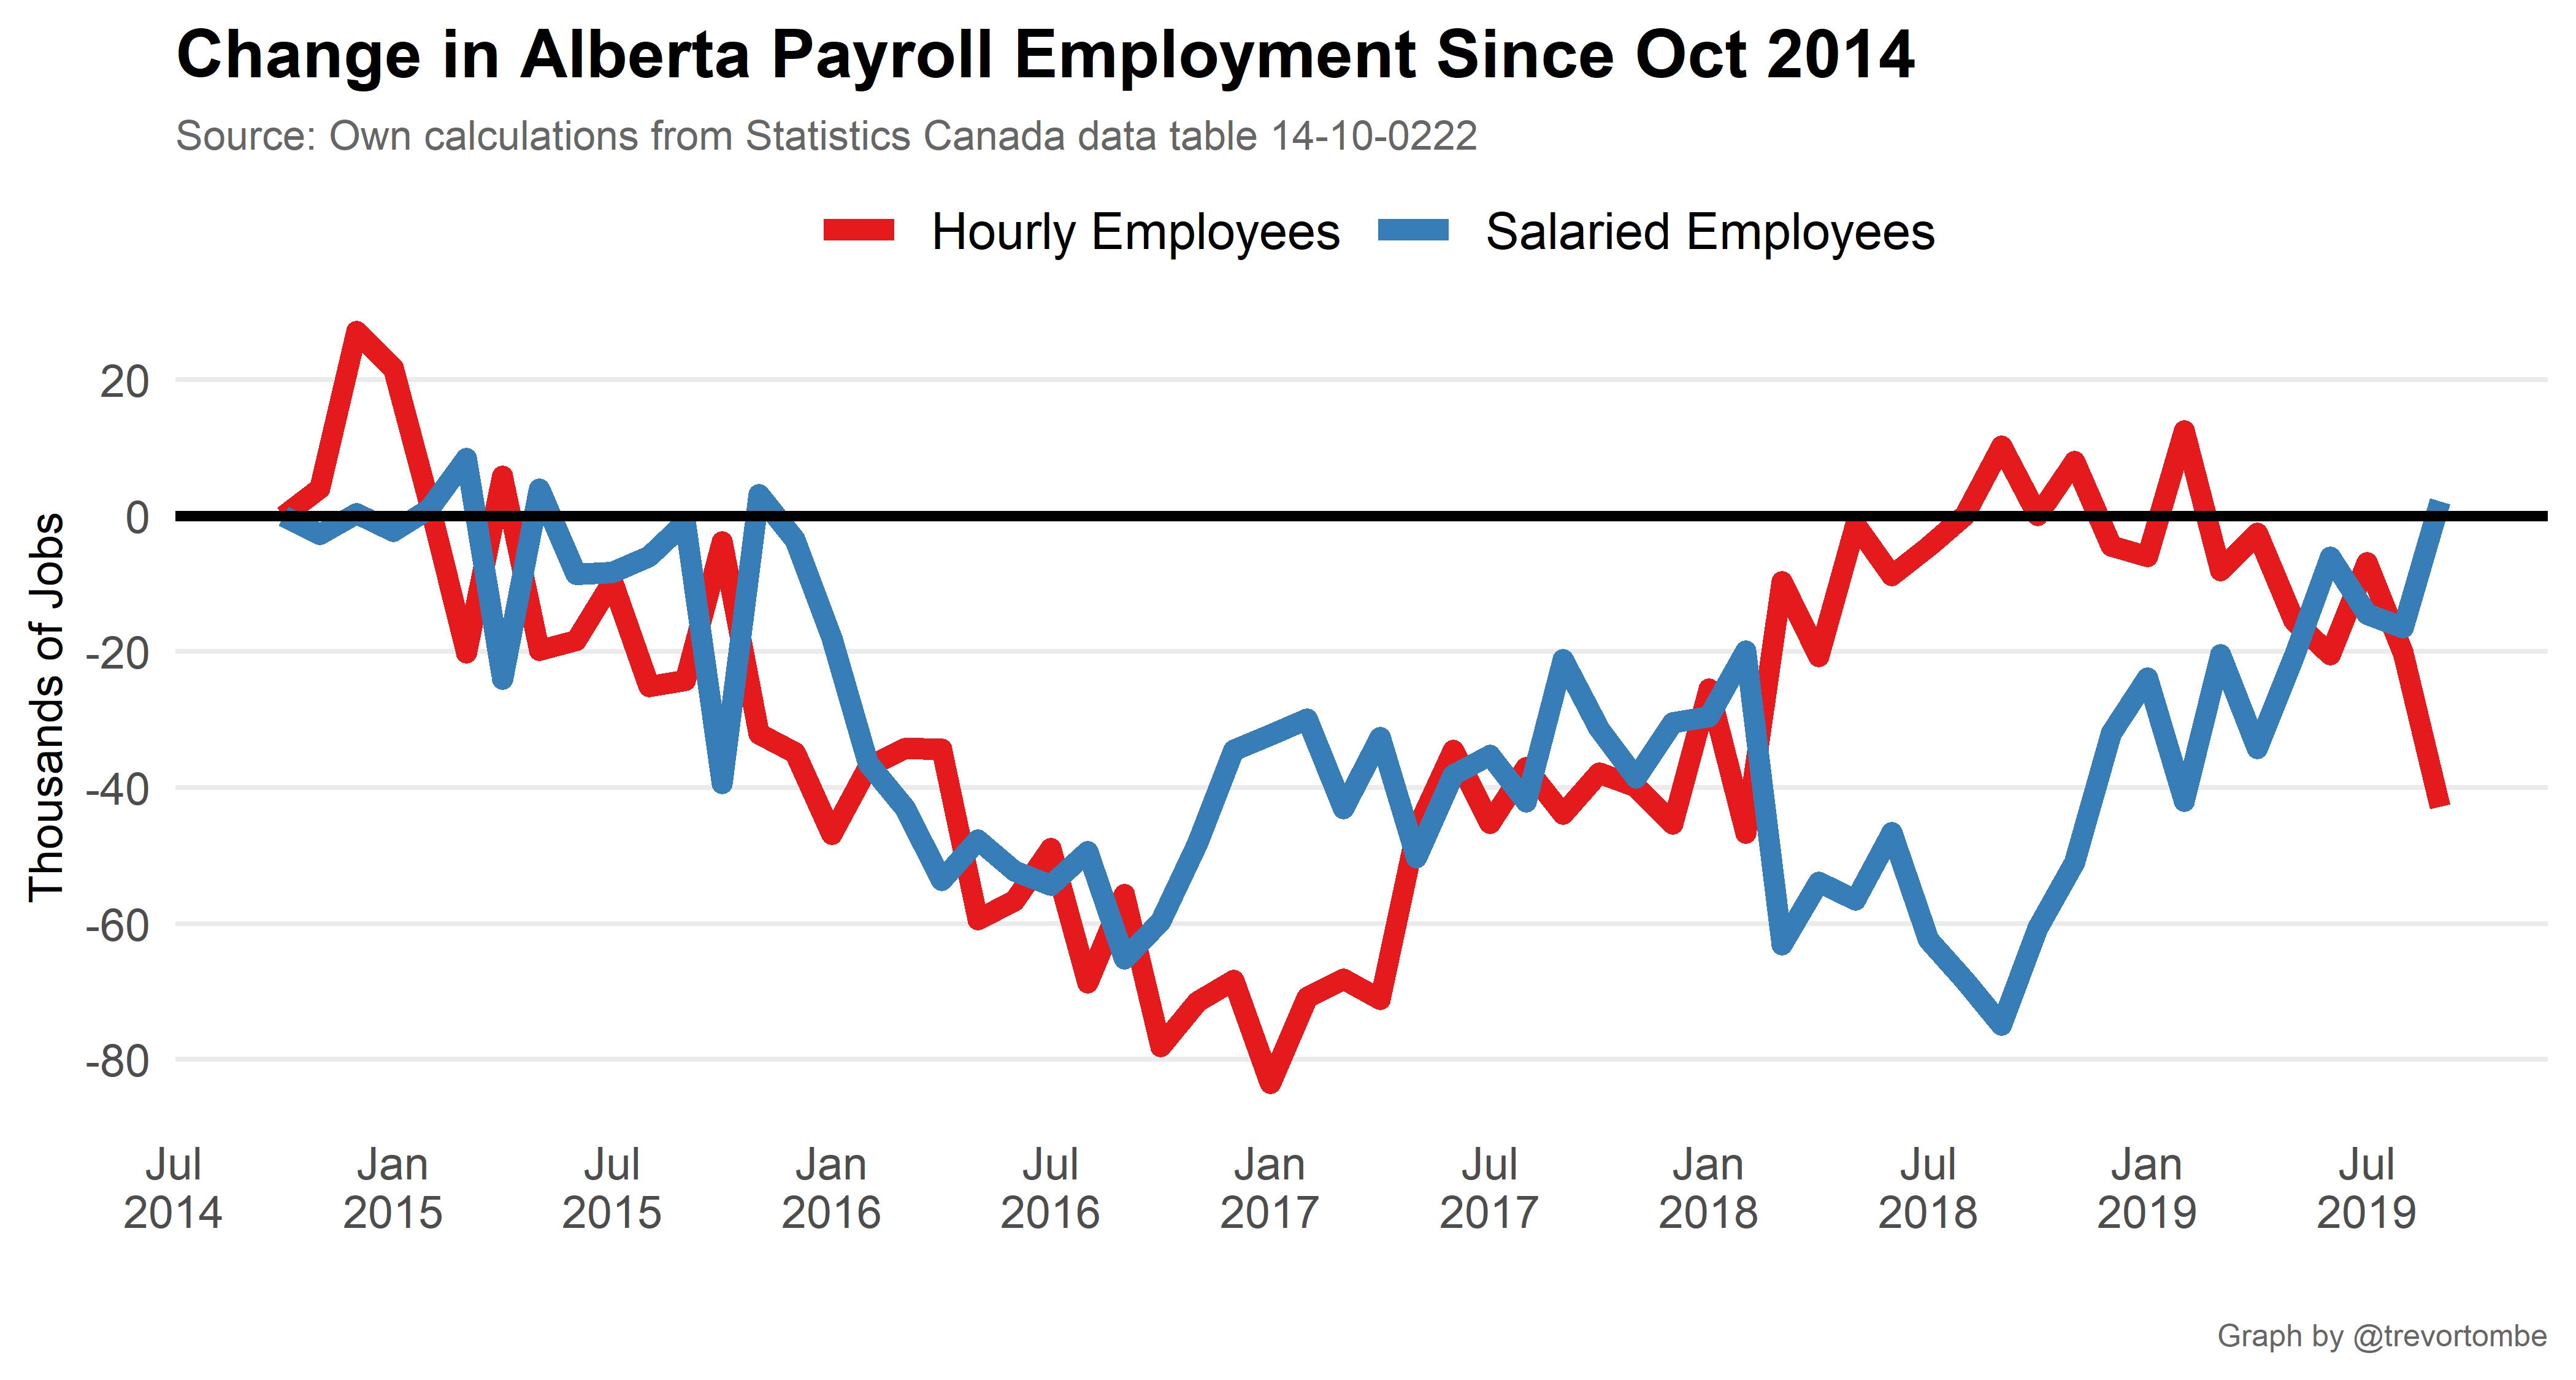 Change in Alberta Payroll Employment Since Oct 2014
Source: Own calculations from Statistics Canada data table 14-10-0222
Hourly Employees Salaried Employees
Thousands of Jobs
20
0
-20
-40
-60
-80
Jul Jan Jul Jan Jul Jan Jul Jan Jul Jan Jul
2014 2015 2015 2016 2016 2017 2017 2018 2018 2019 2019
Graph by @trevortombe